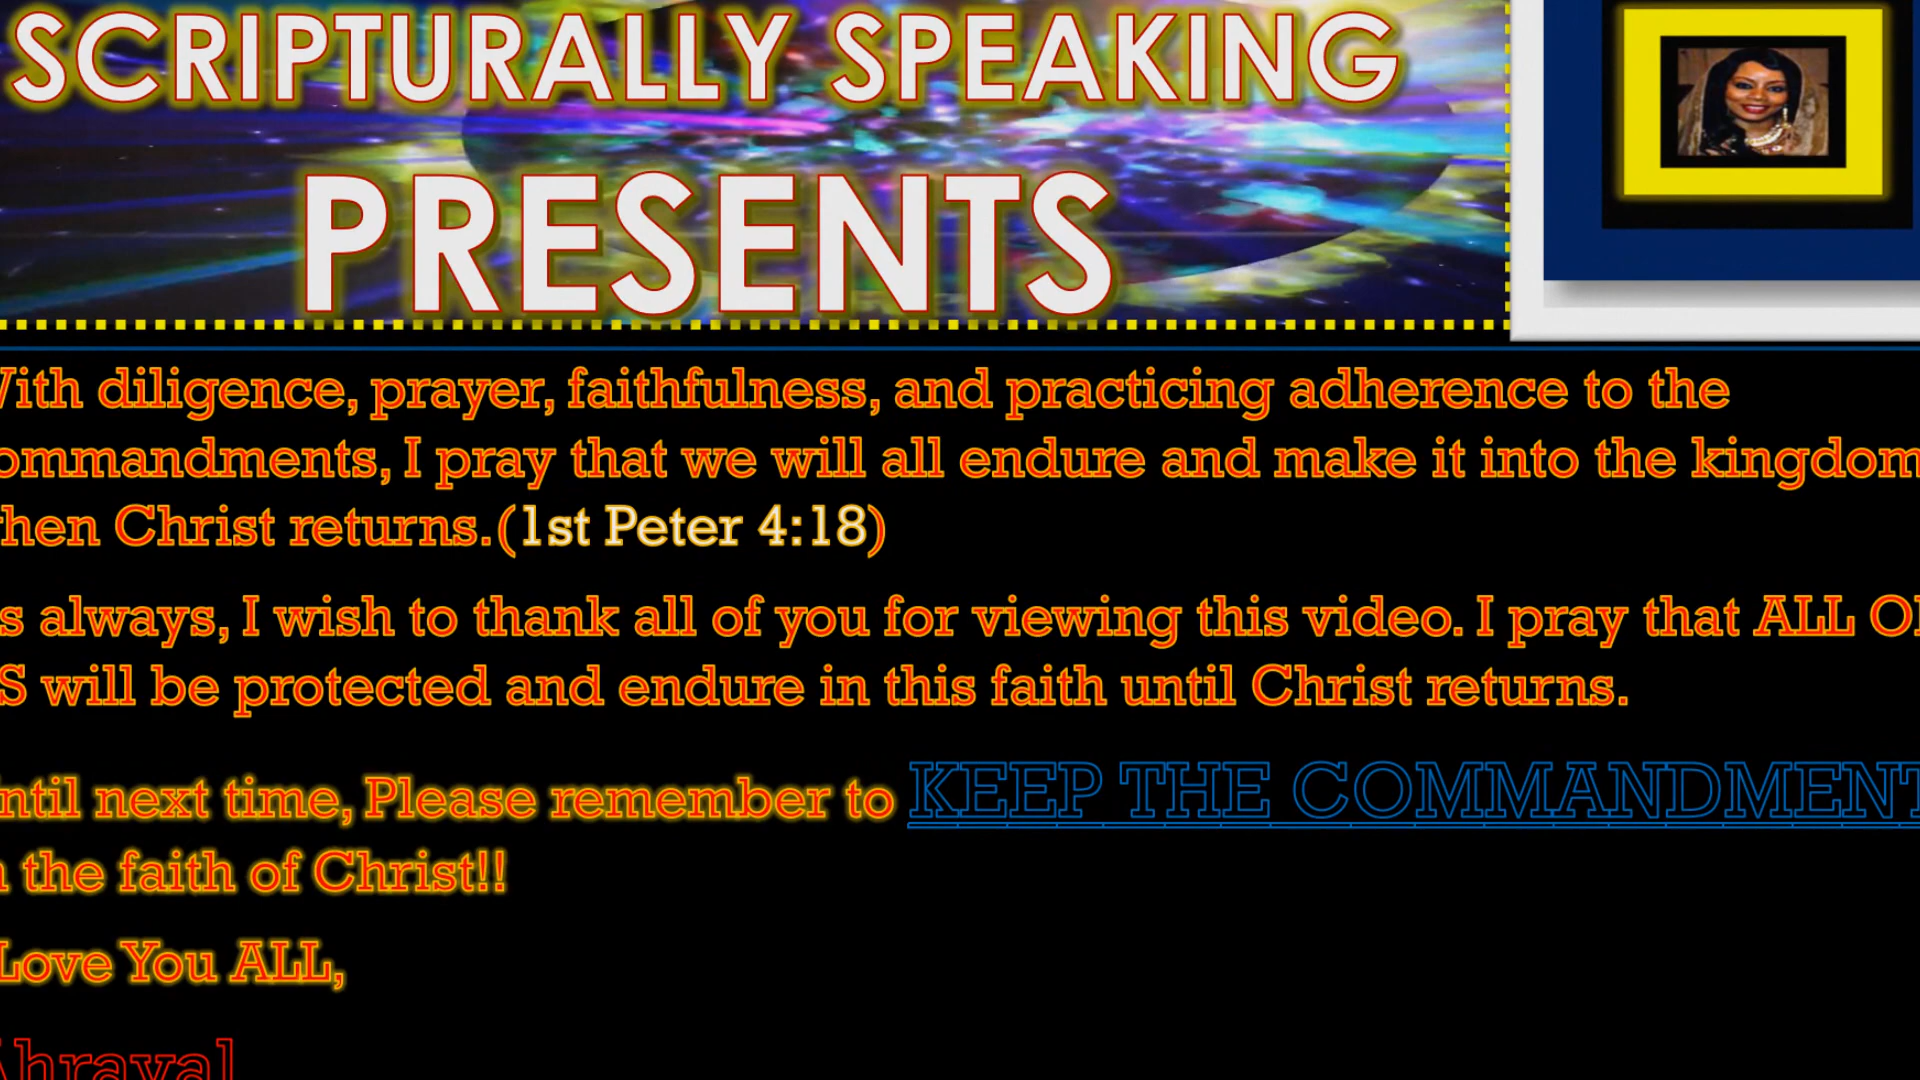 SCRIPTURALLY SPEAKING
PRESENTS
With diligence, prayer, faithfulness, and practicing adherence to the
ommandments, I pray that we will all endure and make it into the kingdom
hen Christ returns.(1st Peter 4:18)
s always, I wish to thank all of you for viewing this video. I pray that ALL OF
S will be protected and endure in this faith until Christ returns.
ntil next time, Please remember to KEEP THE COMMANDMENT
the faith of Christ!!
Love You ALL,